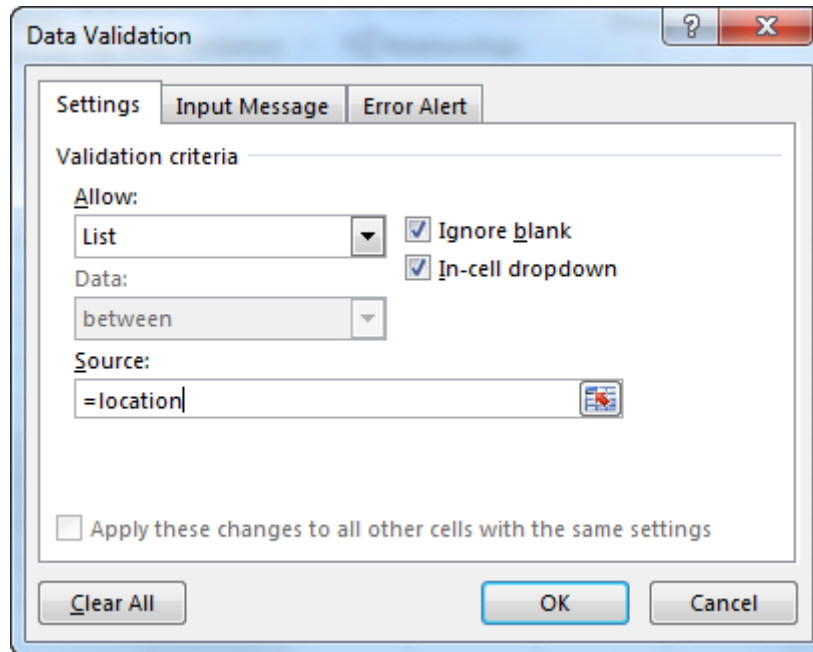 Data Validation
?
Settings Input Message Error Alert
Validation criteria
Allow:
List
Ignore blank
In-cell dropdown
Data:
between
Source:
=location
Apply these changes to all other cells with the same settings
Clear All OK Cancel